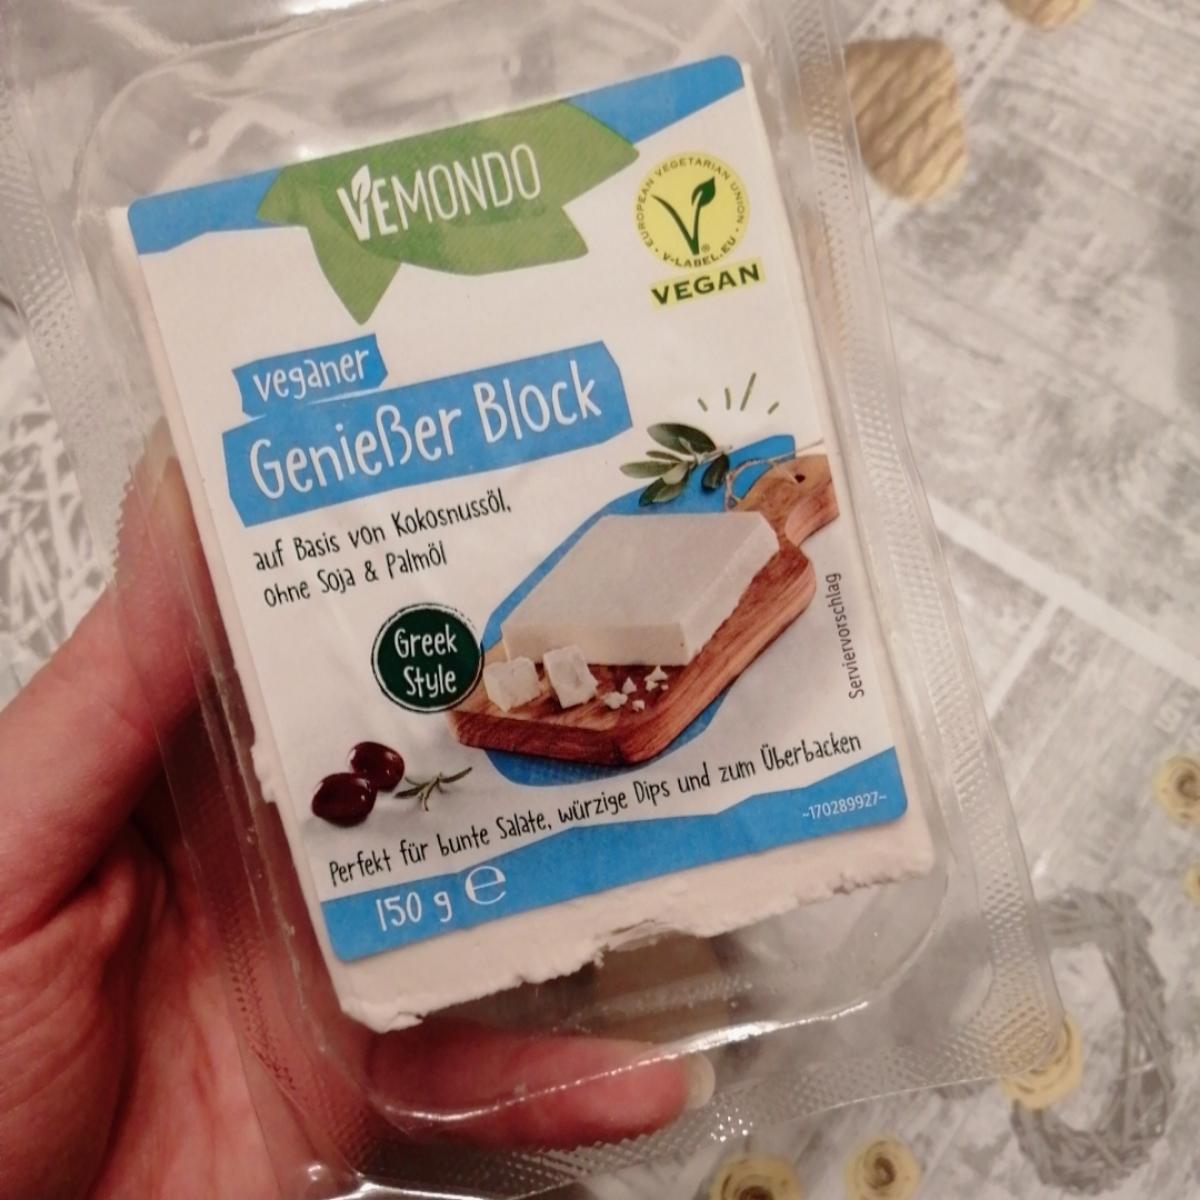 VEMONDO
EUROPEAN VEGETARIAN UNION
V-LABEL.EU
VEGAN
veganer
Genießer Block
auf Basis von Kokosnussöl,
ohne Soja & Palmöl
Greek
Style
Serviervorschlag
Perfekt für bunte Salate, würzige Dips und zum Überbacken
~170289927~
150 g e